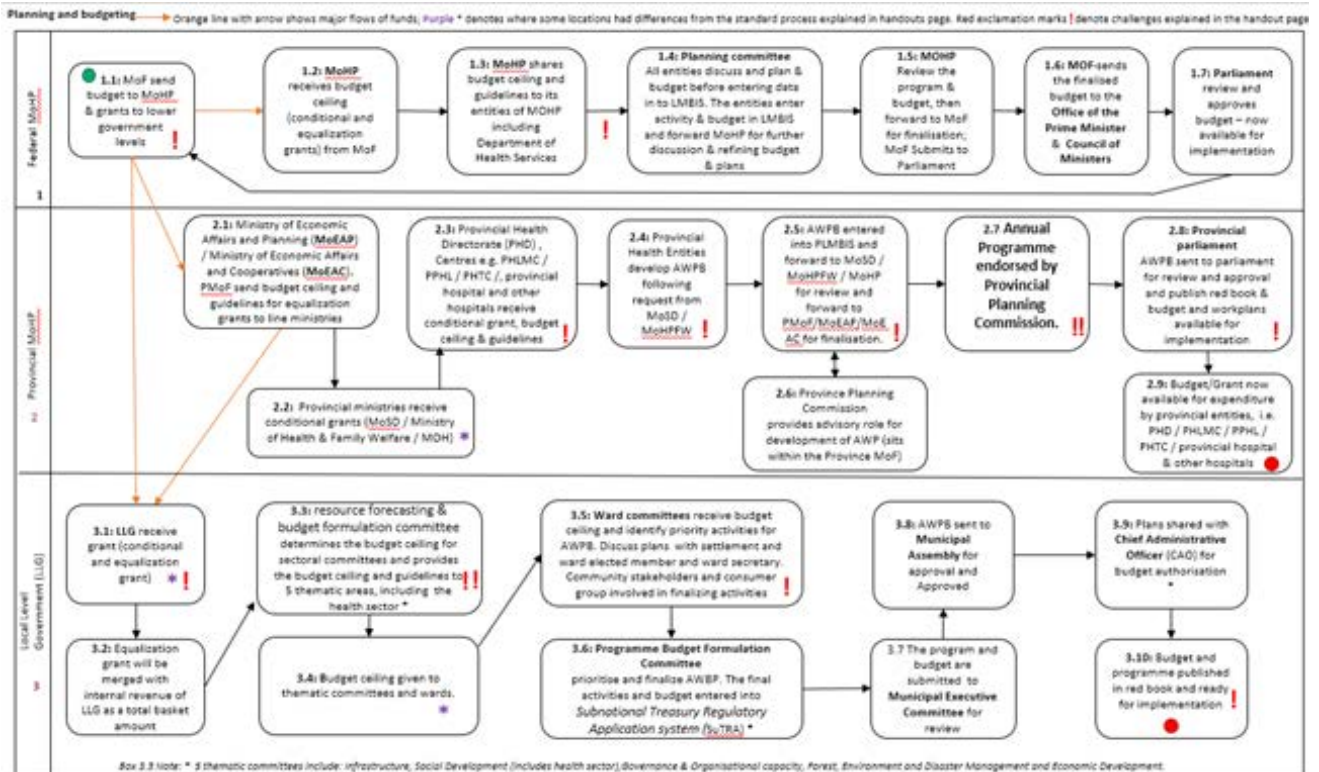 Planning and budgeting
Orange line with arrow shows major flows of funds, Purple * denotes where some locations had differences from the standard process explained in handouts page. Red exclamation marks ! denote challenges explained in the handout page
Federal MoHP
1
1.1: MoF send
budget to MoHP
& grants to lower
government
levels !
1.2: MoHP
receives budget
ceiling
(conditional and
equalization
grants) from MoF
1.3: MoHP shares
budget ceiling and
guidelines to its
entities of MOHP
including
Department of
Health Services
!
1.4: Planning committee
All entities discuss and plan &
budget before entering data
in to LMBIS. The entities enter
activity & budget in LMBIS
and forward MoHP for further
discussion & refining budget
& plans
1.5: MOHP
Review the
program &
budget, then
forward to MoF
for finalisation;
MoF Submits to
Parliament
1.6: MOF-sends
the finalised
budget to the
Office of the
Prime Minister
& Council of
Ministers
1.7: Parliament
review and
approves
budget – now
available for
implementation
Provincial MoHP
2
2.1: Ministry of Economic
Affairs and Planning (MoEAP)
/ Ministry of Economic Affairs
and Cooperatives (MoEAC).
PMoF send budget ceiling and
guidelines for equalization
grants to line ministries
2.2: Provincial ministries receive
conditional grants (MoSD / Ministry
of Health & Family Welfare / MOH) *
2.3: Provincial Health
Directorate (PHD) ,
Centres e.g. PHLMC /
PPHL / PHTC /, provincial
hospital and other
hospitals receive
conditional grant, budget
ceiling & guidelines !
2.4: Provincial
Health Entities
develop AWPB
following
request from
MoSD /
MoHPFW !
2.5: AWPB entered
into PLMBIS and
forward to MoSD /
MoHPFW / MoHP
for review and
forward to
PMoF/MoEAP/MoE
AC for finalisation. !
2.6: Province Planning
Commission
provides advisory role for
development of AWP (sits
within the Province MoF)
2.7 Annual
Programme
endorsed by
Provincial
Planning
Commission. !!
2.8: Provincial
parliament
AWPB sent to
parliament
for review and approval
and publish red book &
budget and workplans
available for
implementation !
2.9: Budget/Grant now
available for expenditure
by provincial entities, i.e.
PHD / PHLMC / PPHL /
PHTC / provincial hospital
& other hospitals
Local Level
Government (LLG)
3
3.1: LLG receive
grant (conditional
and equalization
grant) * !
3.2: Equalization
grant will be
merged with
internal revenue of
LLG as a total basket
amount
3.3: resource forecasting &
budget formulation committee
determines the budget ceiling for
sectoral committees and provides
the budget ceiling and guidelines to !!
5 thematic areas, including the
health sector *
3.4: Budget ceiling given to
thematic committees and wards.
*
3.5: Ward committees receive budget
ceiling and identify priority activities for
AWPB. Discuss plans with settlement and
ward elected member and ward secretary.
Community stakeholders and consumer !
group involved in finalizing activities
3.6: Programme Budget Formulation
Committee
prioritise and finalize AWBP. The final
activities and budget entered into
Subnational Treasury Regulatory
Application system (SuTRA) *
3.7 The program and
budget are
submitted to
Municipal Executive
Committee for
review
3.8: AWPB sent to
Municipal
Assembly for
approval and
Approved
3.9: Plans shared with
Chief Administrative
Officer (CAO) for
budget authorisation
*
3.10: Budget and
programme published
in red book and ready
for implementation !
Box 3.3 Note: * 5 thematic committees include: infrastructure, Social Development (includes health sector),Governance & Organisational capacity, Forest, Environment and Disaster Management and Economic Development.